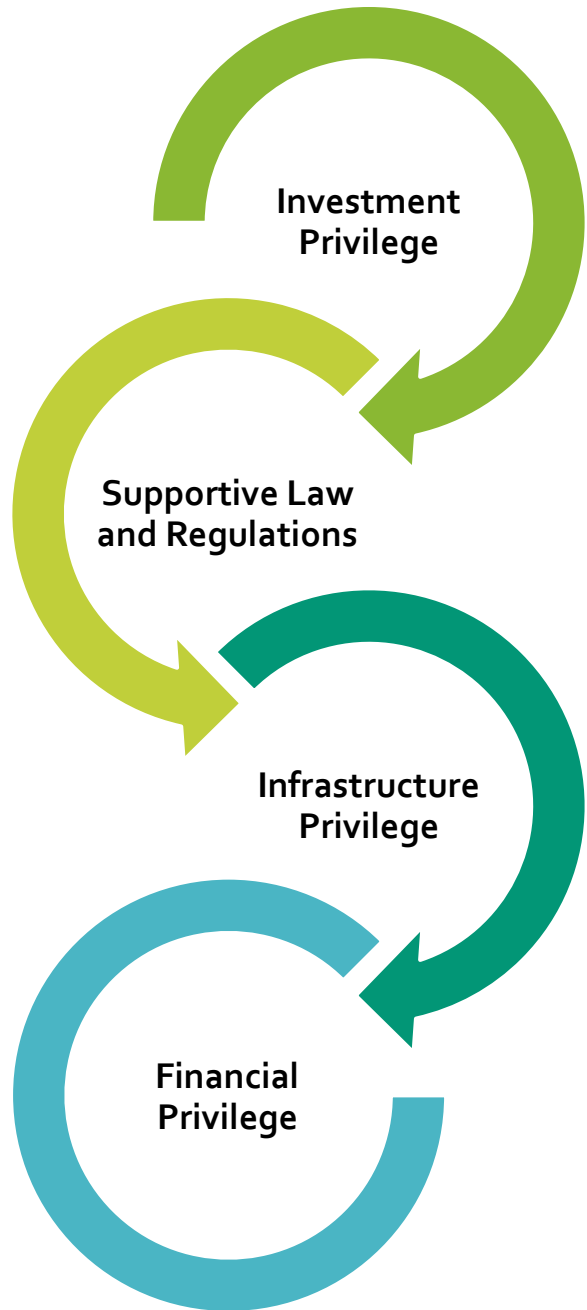 Investment
Privilege
Supportive Law
and Regulations
Infrastructure
Privilege
Financial
Privilege